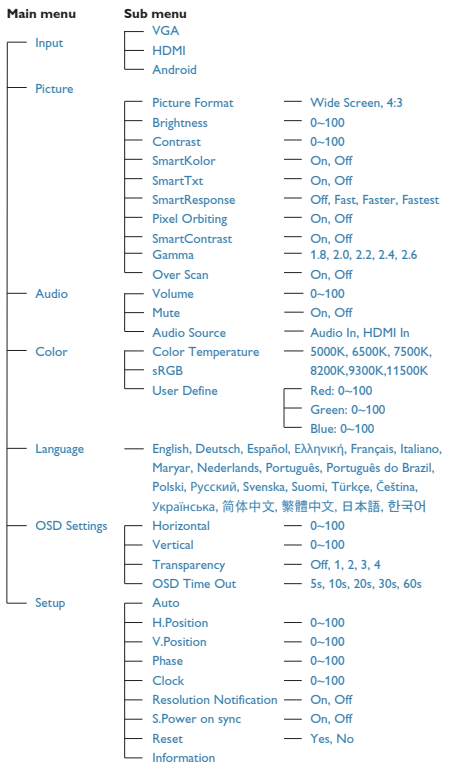 Main menu Sub menu
Input VGA
HDMI
Android
Picture
Picture Format Wide Screen, 4:3
Brightness 0~100
Contrast 0~100
SmartKolor On, Off
SmartTxt On, Off
SmartResponse Off, Fast, Faster, Fastest
Pixel Orbiting On, Off
SmartContrast On, Off
Gamma 1.8, 2.0, 2.2, 2.4, 2.6
Over Scan On, Off
Audio Volume 0~100
Mute On, Off
Audio Source Audio In, HDMI In
Color Color Temperature 5000K, 6500K, 7500K,
sRGB 8200K,9300K,11500K
User Define Red: 0~100
Green: 0~100
Blue: 0~100
Language English, Deutsch, Español, Ελληνική, Français, Italiano,
Maryar, Nederlands, Português, Português do Brazil,
Polski, Русский, Svenska, Suomi, Türkçe, Čeština,
Українська, 简体中文, 繁體中文, 日本語, 한국어
OSD Settings Horizontal 0~100
Vertical 0~100
Transparency Off, 1, 2, 3, 4
OSD Time Out 5s, 10s, 20s, 30s, 60s
Setup Auto
H.Position 0~100
V.Position 0~100
Phase 0~100
Clock 0~100
Resolution Notification On, Off
S.Power on sync On, Off
Reset Yes, No
Information